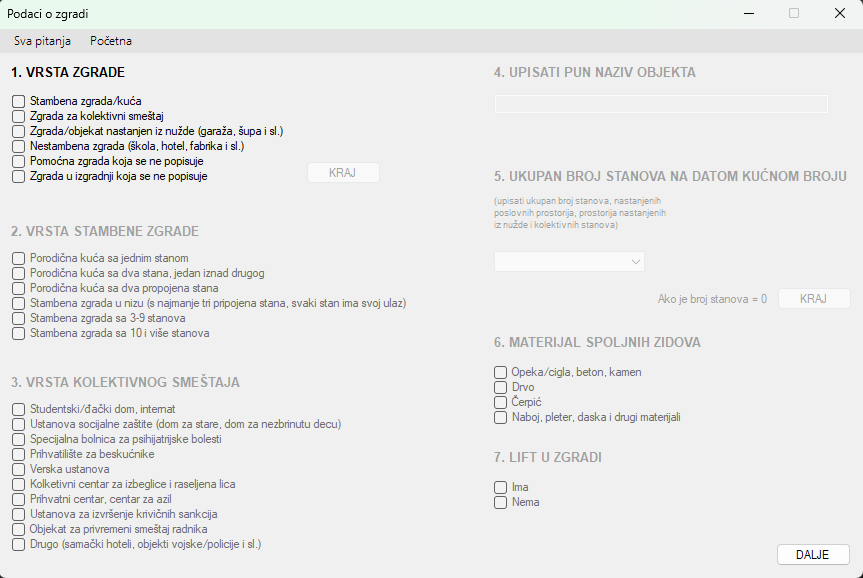 Podaci o zgradi
Sva pitanja Početna
1. VRSTA ZGRADE
Stambena zgrada/kuća
Zgrada za kolektivni smeštaj
Zgrada/objekat nastanjen iz nužde (garaža, šupa i sl.)
Nestambena zgrada (škola, hotel, fabrika i sl.)
Pomoćna zgrada koja se ne popisuje
Zgrada u izgradnji koja se ne popisuje
KRAJ
2. VRSTA STAMBENE ZGRADE
Porodična kuća sa jednim stanom
Porodična kuća sa dva stana, jedan iznad drugog
Porodična kuća sa dva propojena stana
Stambena zgrada u nizu (s najmanje tri pripojena stana, svaki stan ima svoj ulaz)
Stambena zgrada sa 3-9 stanova
Stambena zgrada sa 10 i više stanova
3. VRSTA KOLEKTIVNOG SMEŠTAJA
Studentski/đački dom, internat
Ustanova socijalne zaštite (dom za stare, dom za nezbrinutu decu)
Specijalna bolnica za psihijatrijske bolesti
Prihvatilište za beskućnike
Verska ustanova
Kolketivni centar za izbeglice i raseljena lica
Prihvatni centar, centar za azil
Ustanova za izvršenje krivičnih sankcija
Objekat za privremeni smeštaj radnika
Drugo (samački hoteli, objekti vojske/policije i sl.)
4. UPISATI PUN NAZIV OBJEKTA
5. UKUPAN BROJ STANOVA NA DATOM KUĆNOM BROJU
(upisati ukupan broj stanova, nastanjenih
poslovnih prostorija, prostorija nastanjenih
iz nužde i kolektivnih stanova)
Ako je broj stanova = 0 KRAJ
6. MATERIJAL SPOLJNIH ZIDOVA
Opeka/cigla, beton, kamen
Drvo
Čerpić
Naboj, pleter, daska i drugi materijali
7. LIFT U ZGRADI
Ima
Nema
DALJE